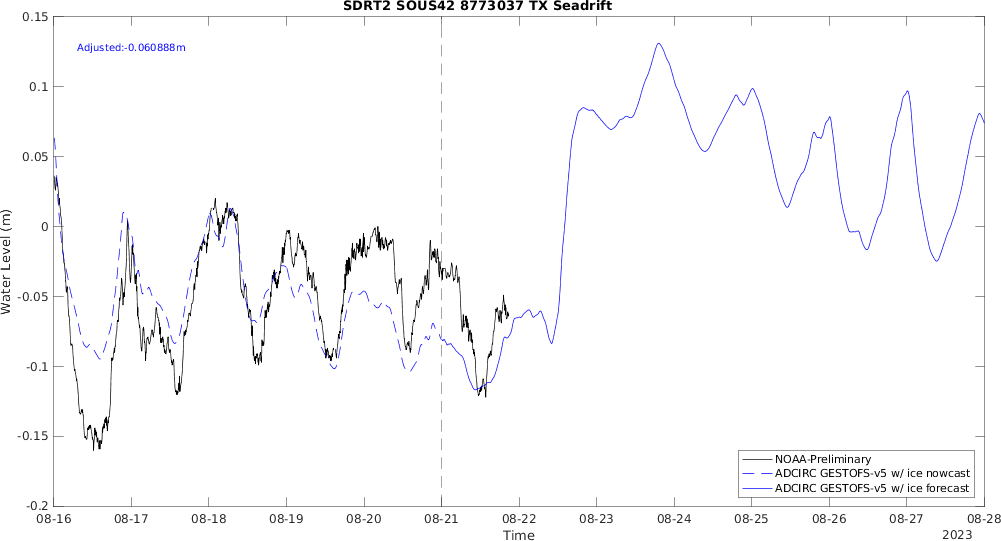 SDRT2 SOUS42 8773037 TX Seadrift
Adjusted:-0.060888m
Water Level (m)
0.15
0.1
0.05
0
-0.05
-0.1
-0.15
-0.2
08-16 08-17 08-18 08-19 08-20 08-21 08-22 08-23 08-24 08-25 08-26 08-27 08-28
Time
2023
NOAA-Preliminary
ADCIRC GESTOFS-v5 w/ ice nowcast
ADCIRC GESTOFS-v5 w/ ice forecast